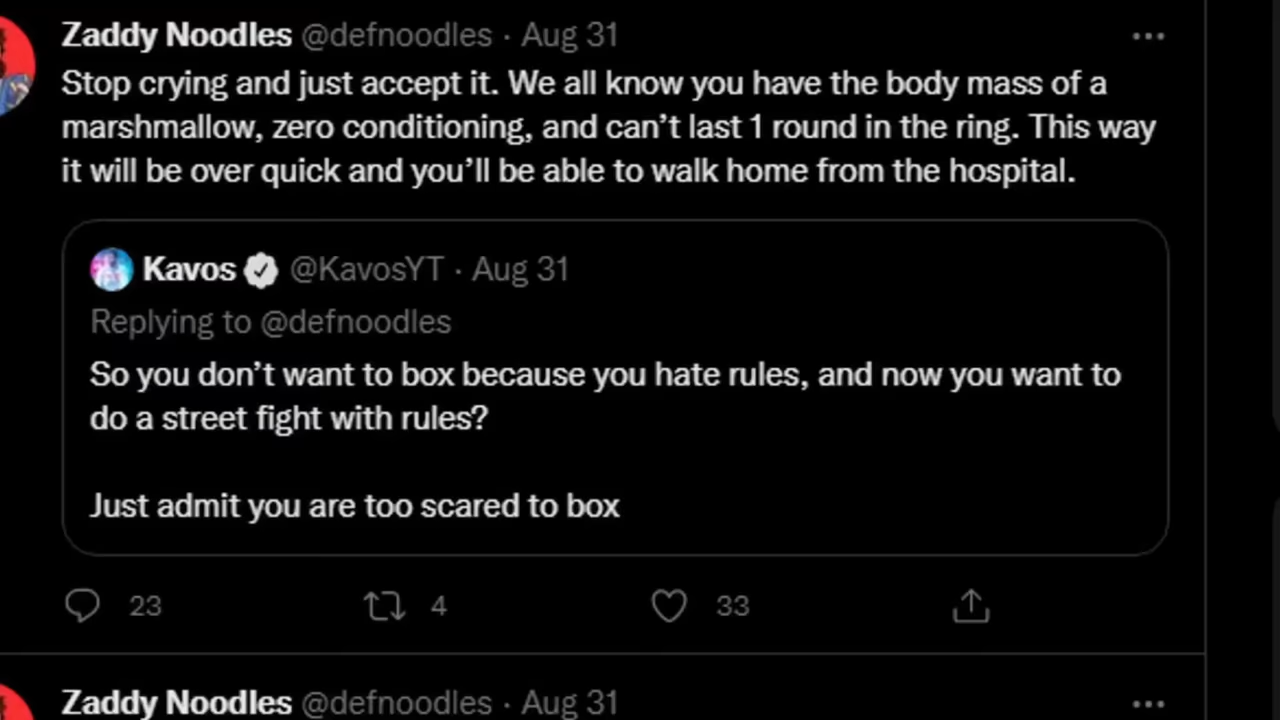 Zaddy Noodles @defnoodles · Aug 31
Stop crying and just accept it. We all know you have the body mass of a
marshmallow, zero conditioning, and can’t last 1 round in the ring. This way
it will be over quick and you’ll be able to walk home from the hospital.
Kavos @KavosYT · Aug 31
Replying to @defnoodles
So you don’t want to box because you hate rules, and now you want to
do a street fight with rules?
Just admit you are too scared to box
23 4 33
Zaddy Noodles @defnoodles · Aug 31